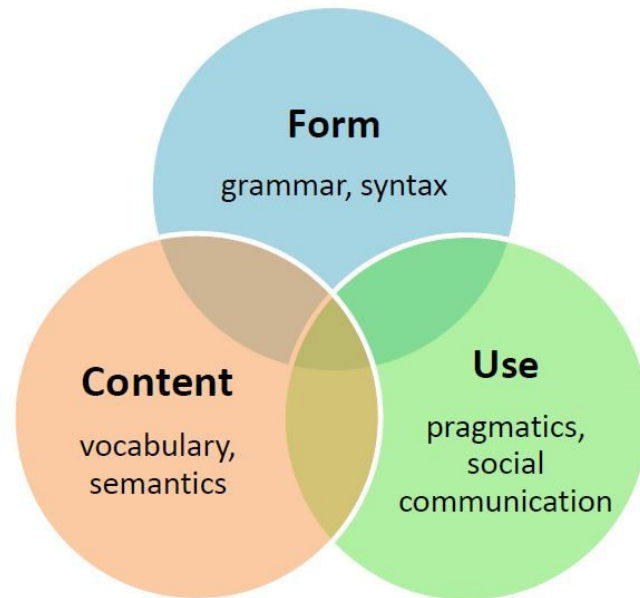 Form
grammar, syntax
Content
vocabulary,
semantics
Use
pragmatics,
social
communication